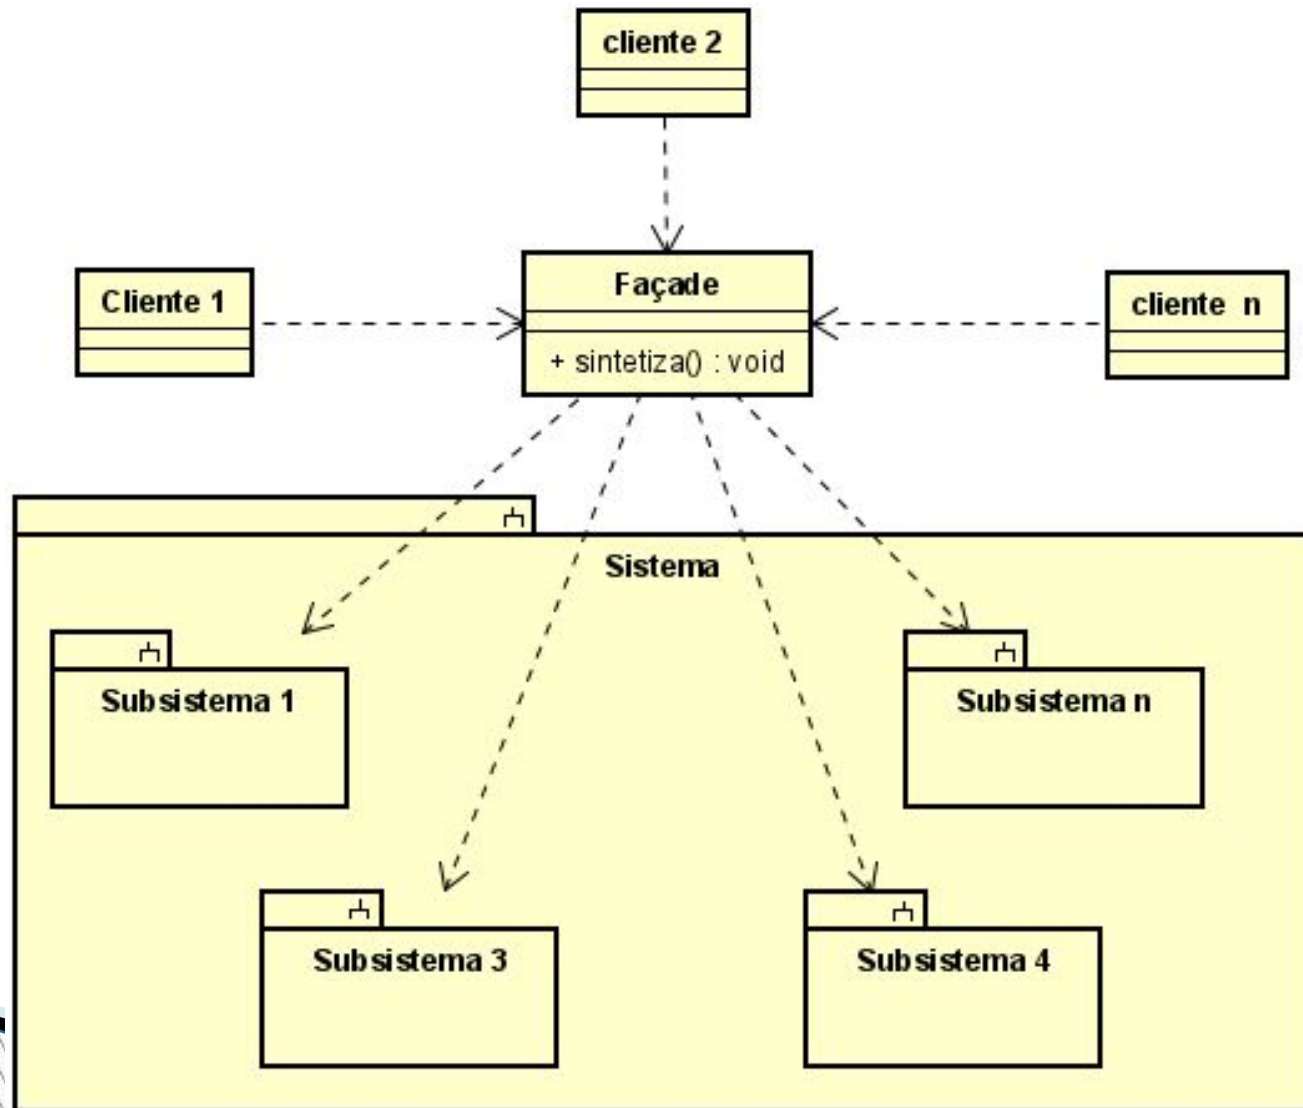 cliente 2
Façade
Cliente 1
cliente n
+ sintetiza() : void
Sistema
Subsistema 1
Subsistema n
Subsistema 3
Subsistema 4